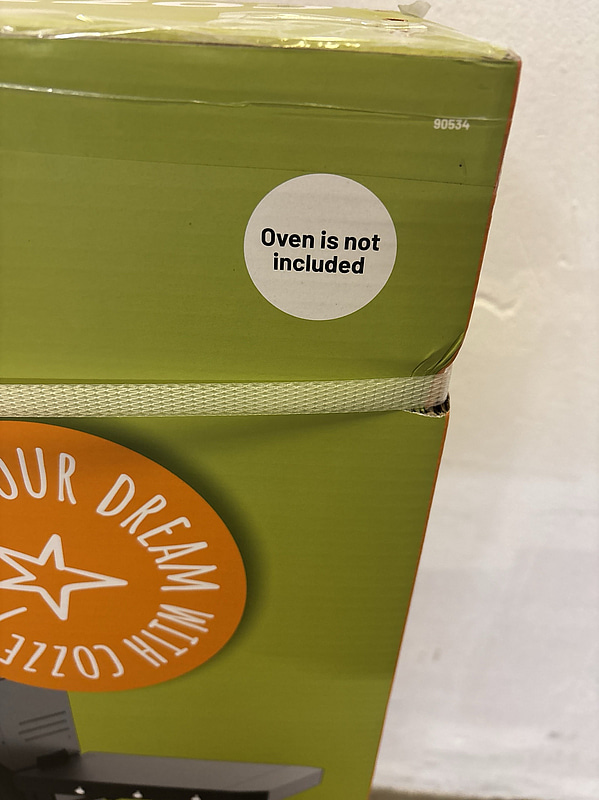 90534
Oven is not
included
OUR DREAM WITH COZZE